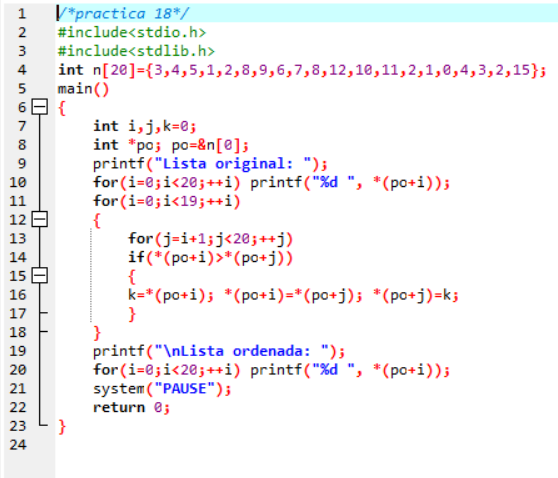 1 /*practica 18*/
2 #include<stdio.h>
3 #include<stdlib.h>
4 int n[20]={3,4,5,1,2,8,9,6,7,8,12,10,11,2,1,0,4,3,2,15};
5 main()
6 {
7 int i,j,k=0;
8 int *po; po=&n[0];
9 printf("Lista original: ");
10 for(i=0;i<20;++i) printf("%d ", *(po+i));
11 for(i=0;i<19;++i)
12 {
13 for(j=i+1;j<20;++j)
14 if(*(po+i)>*(po+j))
15 {
16 k=*(po+i); *(po+i)=*(po+j); *(po+j)=k;
17 }
18 }
19 printf("\nLista ordenada: ");
20 for(i=0;i<20;++i) printf("%d ", *(po+i));
21 system("PAUSE");
22 return 0;
23 }
24